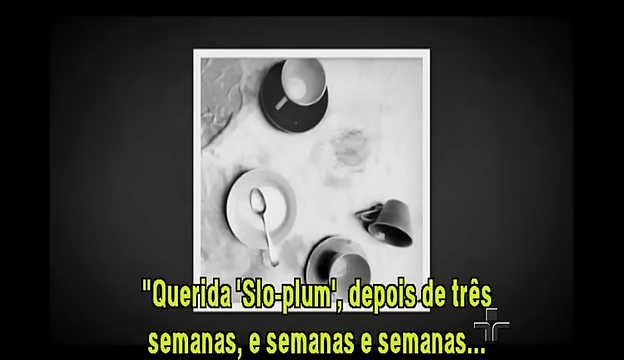 "Querida 'Slo-plum', depois de três
semanas, e semanas e semanas...